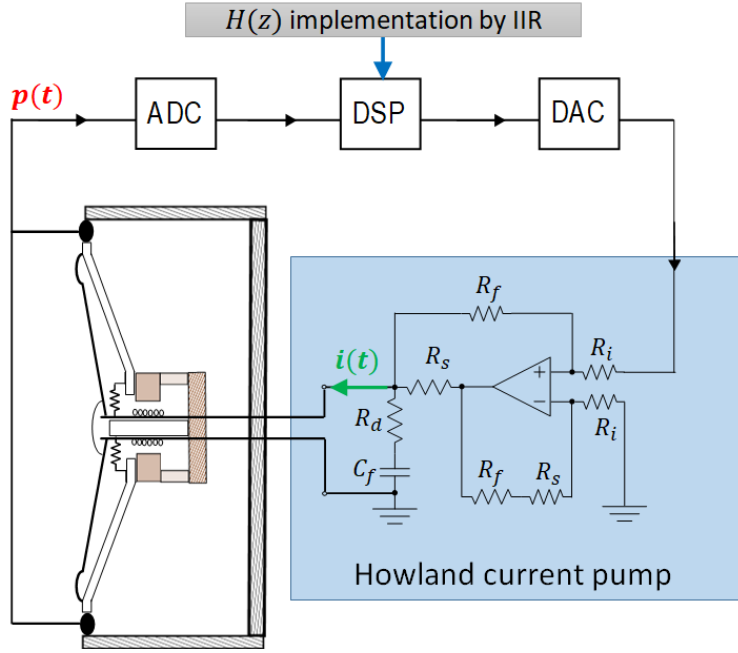 H(z) implementation by IIR
p(t)
ADC
DSP
DAC
R_f
i(t)
R_s
R_i
+
−
R_i
R_d
C_f
R_f
R_s
Howland current pump